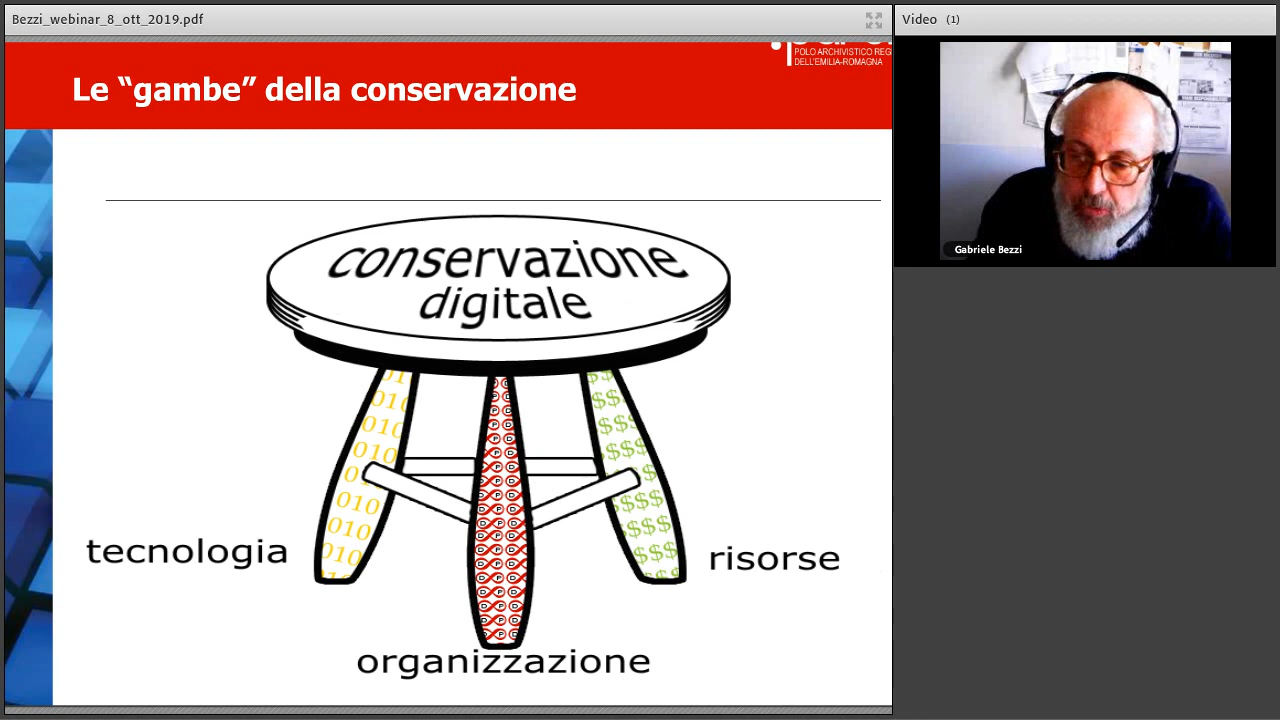 Bezzi_webinar_8_ott_2019.pdf
Video (1)
POLO ARCHIVISTICO REG
DELL'EMILIA-ROMAGNA
Le “gambe” della conservazione
Gabriele Bezzi
conservazione
digitale
tecnologia
risorse
organizzazione